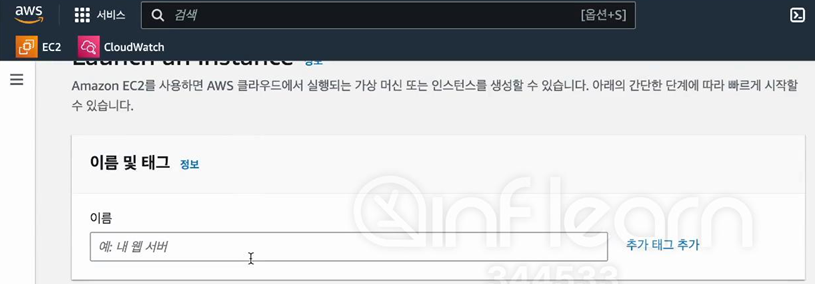 aws
서비스
검색
[옵션+S]
EC2
CloudWatch
Launch an instance 정보
Amazon EC2를 사용하면 AWS 클라우드에서 실행되는 가상 머신 또는 인스턴스를 생성할 수 있습니다. 아래의 간단한 단계에 따라 빠르게 시작할
수 있습니다.
이름 및 태그 정보
이름
예: 내 웹 서버
추가 태그 추가
inflearn
344533